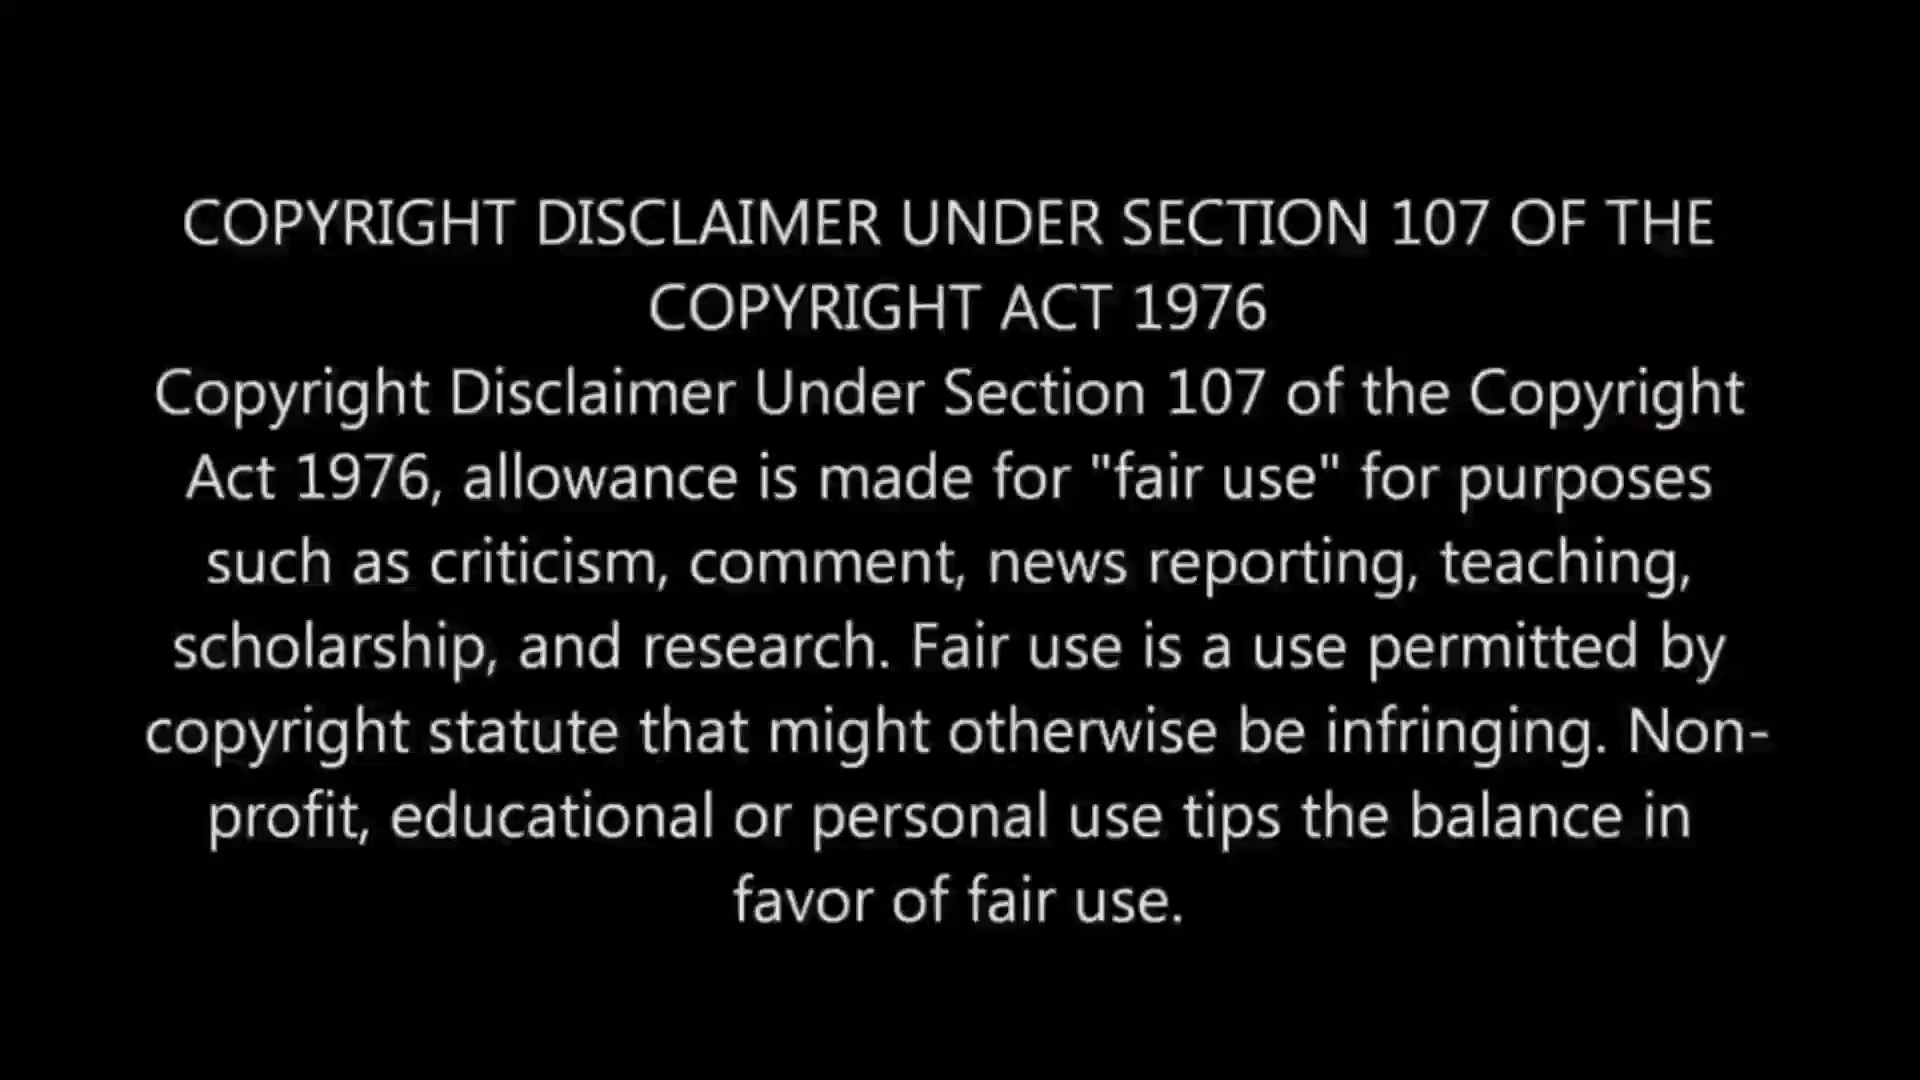 COPYRIGHT DISCLAIMER UNDER SECTION 107 OF THE
COPYRIGHT ACT 1976
Copyright Disclaimer Under Section 107 of the Copyright
Act 1976, allowance is made for "fair use" for purposes
such as criticism, comment, news reporting, teaching,
scholarship, and research. Fair use is a use permitted by
copyright statute that might otherwise be infringing. Non-
profit, educational or personal use tips the balance in
favor of fair use.